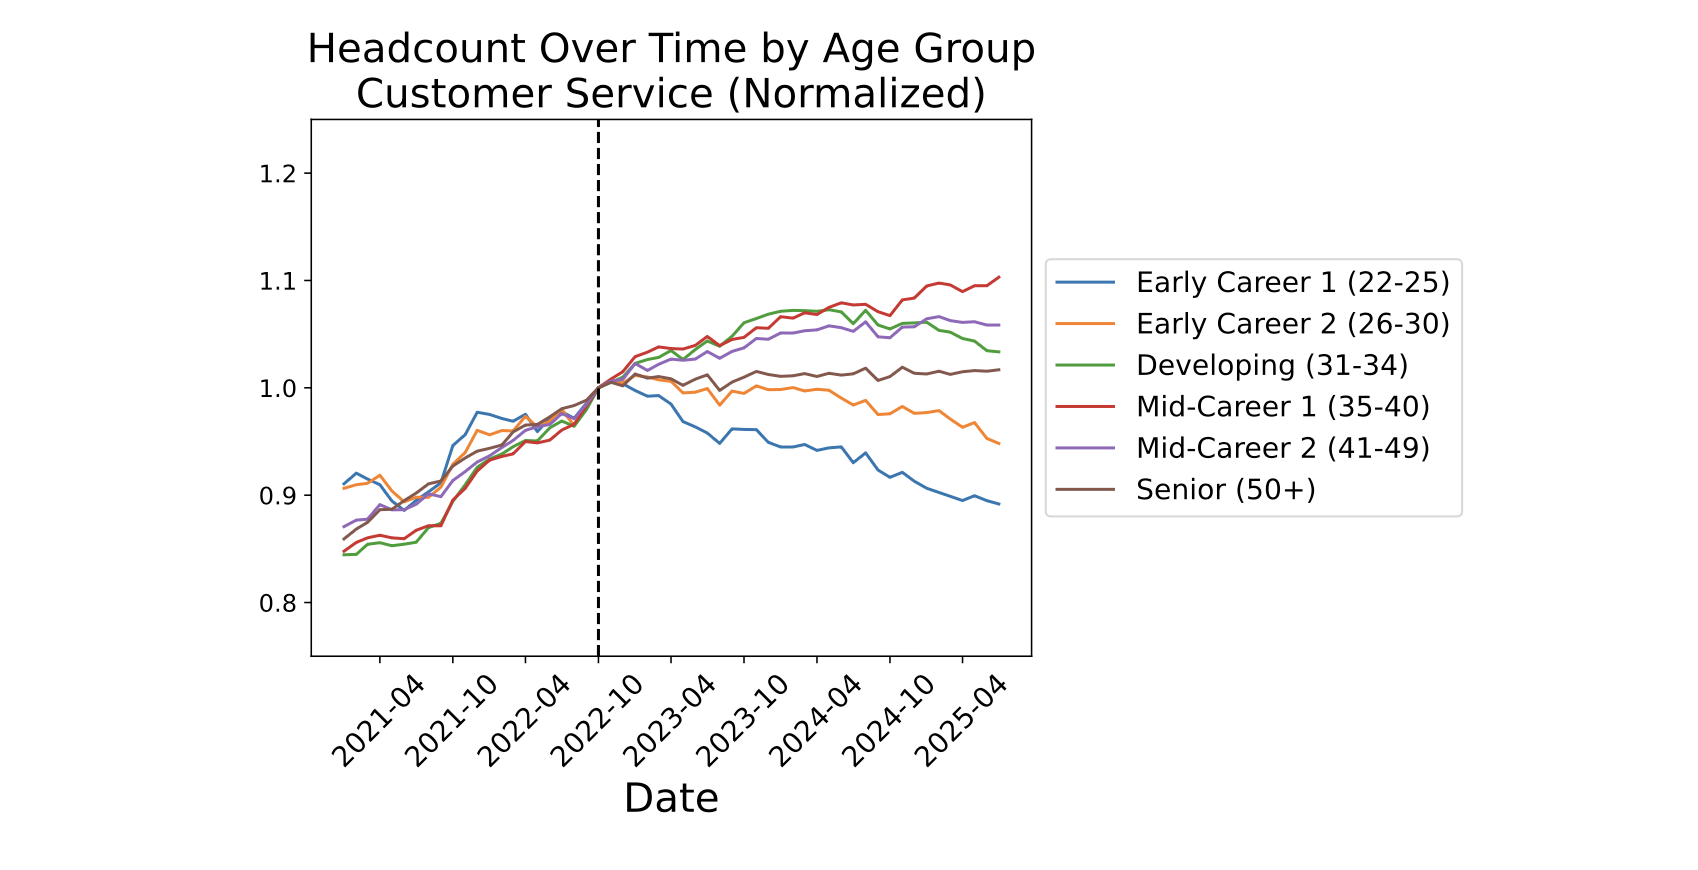 Headcount Over Time by Age Group
Customer Service (Normalized)
1.2
1.1
1.0
0.9
0.8
2021-04
2021-10
2022-04
2022-10
2023-04
2023-10
2024-04
2024-10
2025-04
Date
Early Career 1 (22-25)
Early Career 2 (26-30)
Developing (31-34)
Mid-Career 1 (35-40)
Mid-Career 2 (41-49)
Senior (50+)